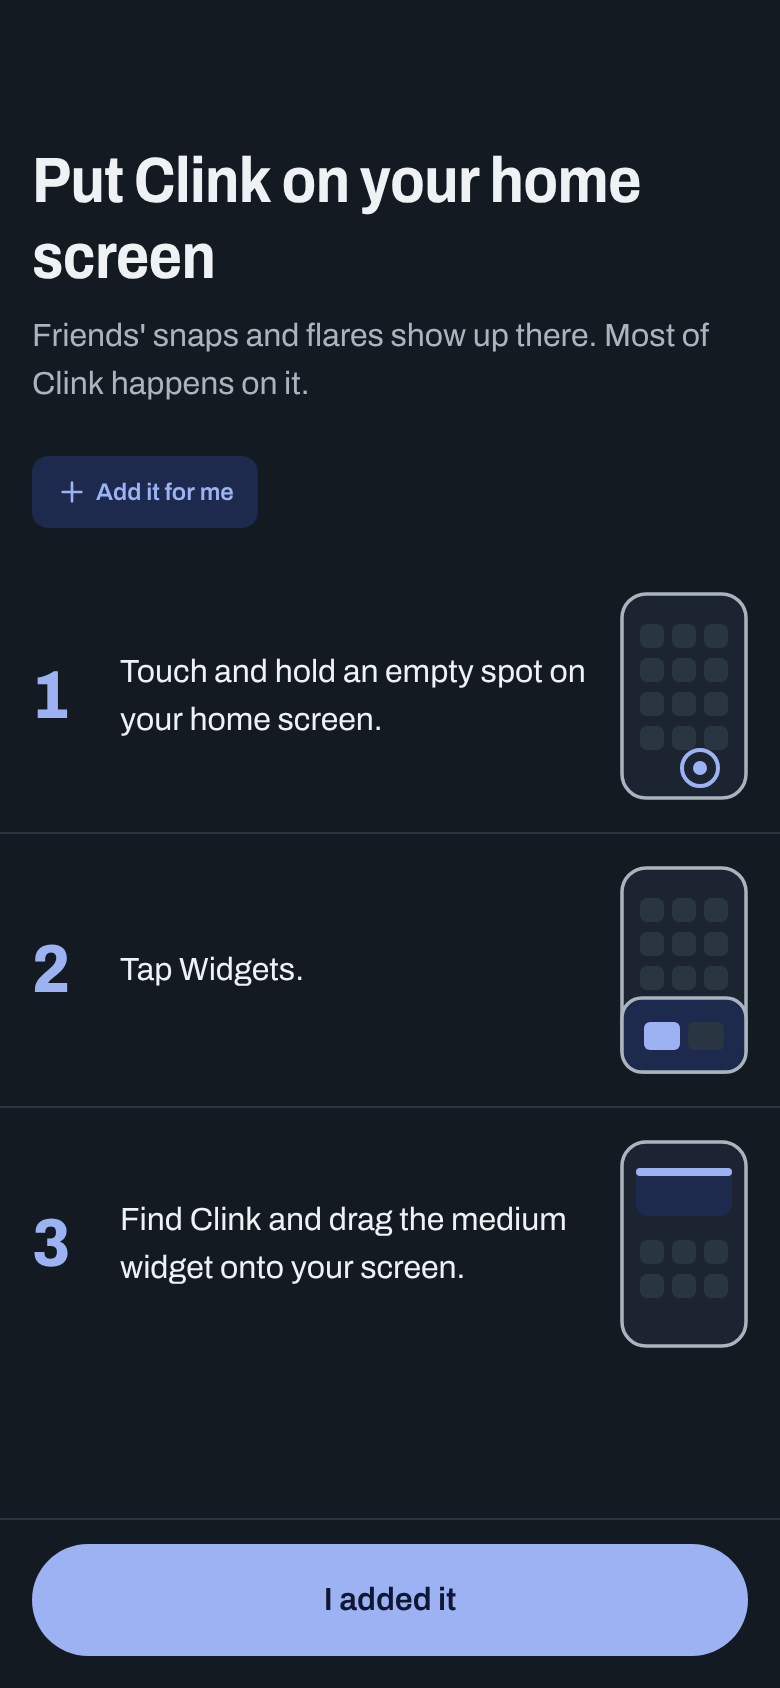 Put Clink on your home
screen
Friends' snaps and flares show up there. Most of
Clink happens on it.
Add it for me
1
Touch and hold an empty spot on
your home screen.
2
Tap Widgets.
3
Find Clink and drag the medium
widget onto your screen.
I added it